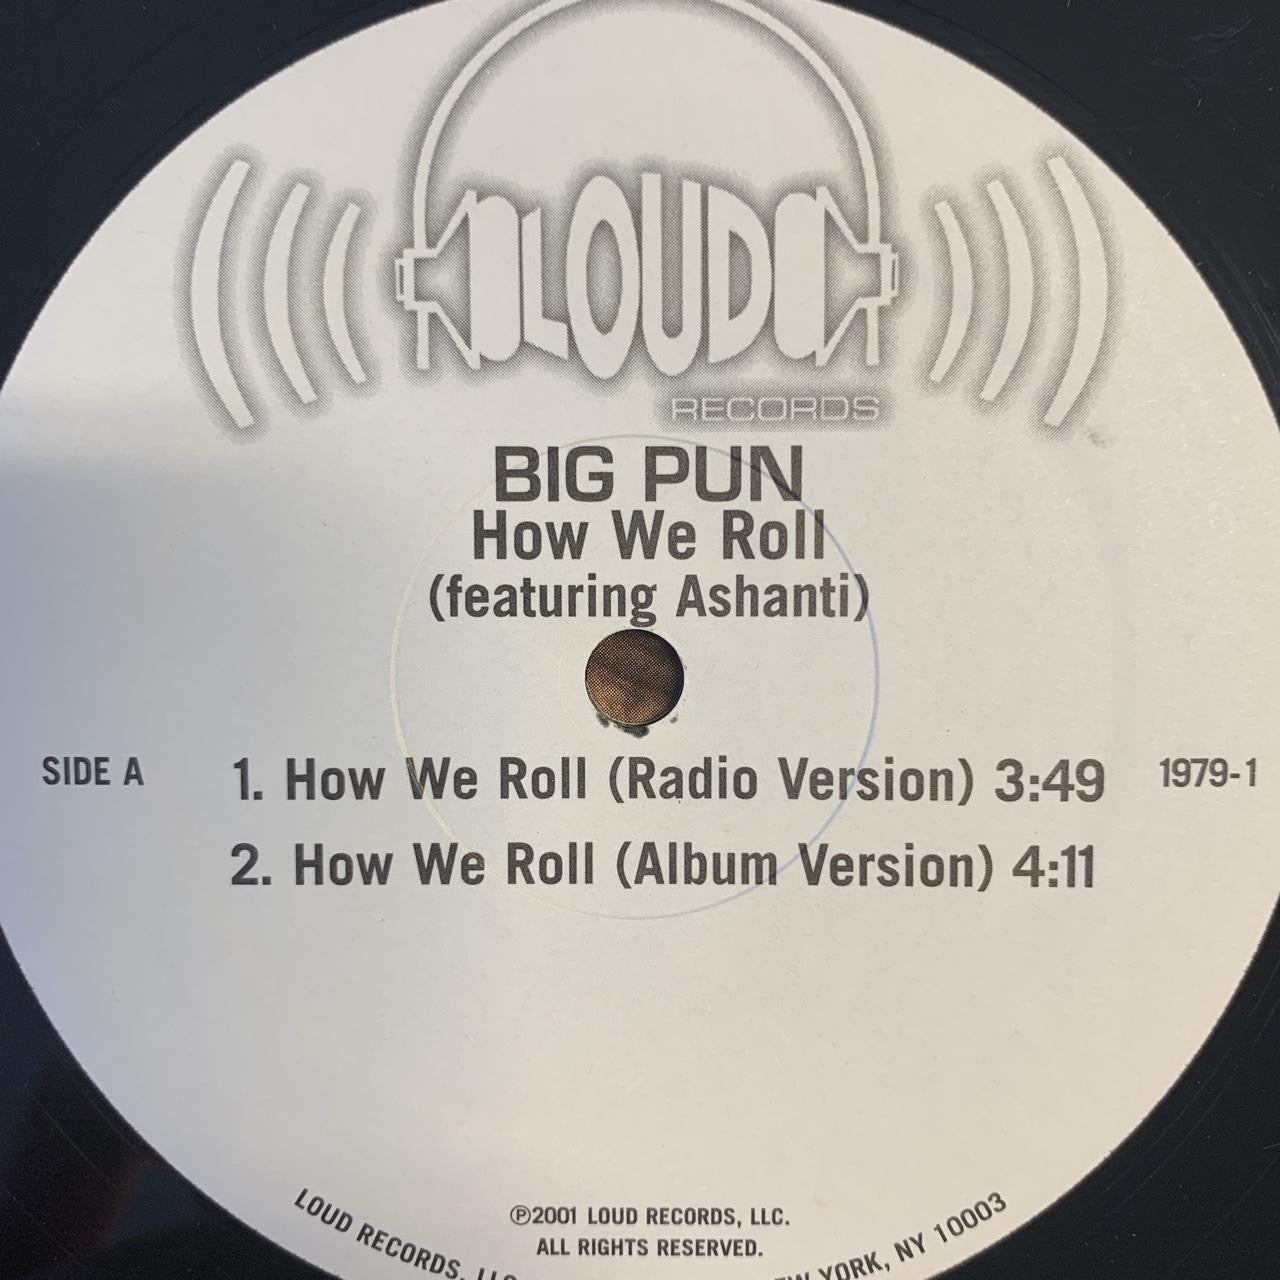 LOUD
RECORDS
BIG PUN
How We Roll
(featuring Ashanti)
SIDE A
1. How We Roll (Radio Version) 3:49
1979-1
2. How We Roll (Album Version) 4:11
℗2001 LOUD RECORDS, LLC.
ALL RIGHTS RESERVED.
LOUD RECORDS, YORK, NY 10003